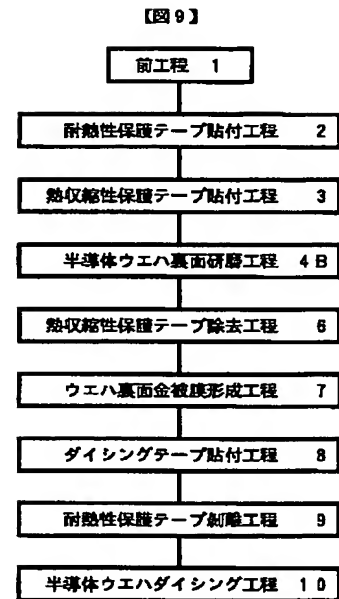 【図9】
前工程 1
耐熱性保護テープ貼付工程 2
熱収縮性保護テープ貼付工程 3
半導体ウエハ裏面研磨工程 4B
熱収縮性保護テープ除去工程 6
ウエハ裏面金被膜形成工程 7
ダイシングテープ貼付工程 8
耐熱性保護テープ剝離工程 9
半導体ウエハダイシング工程 10